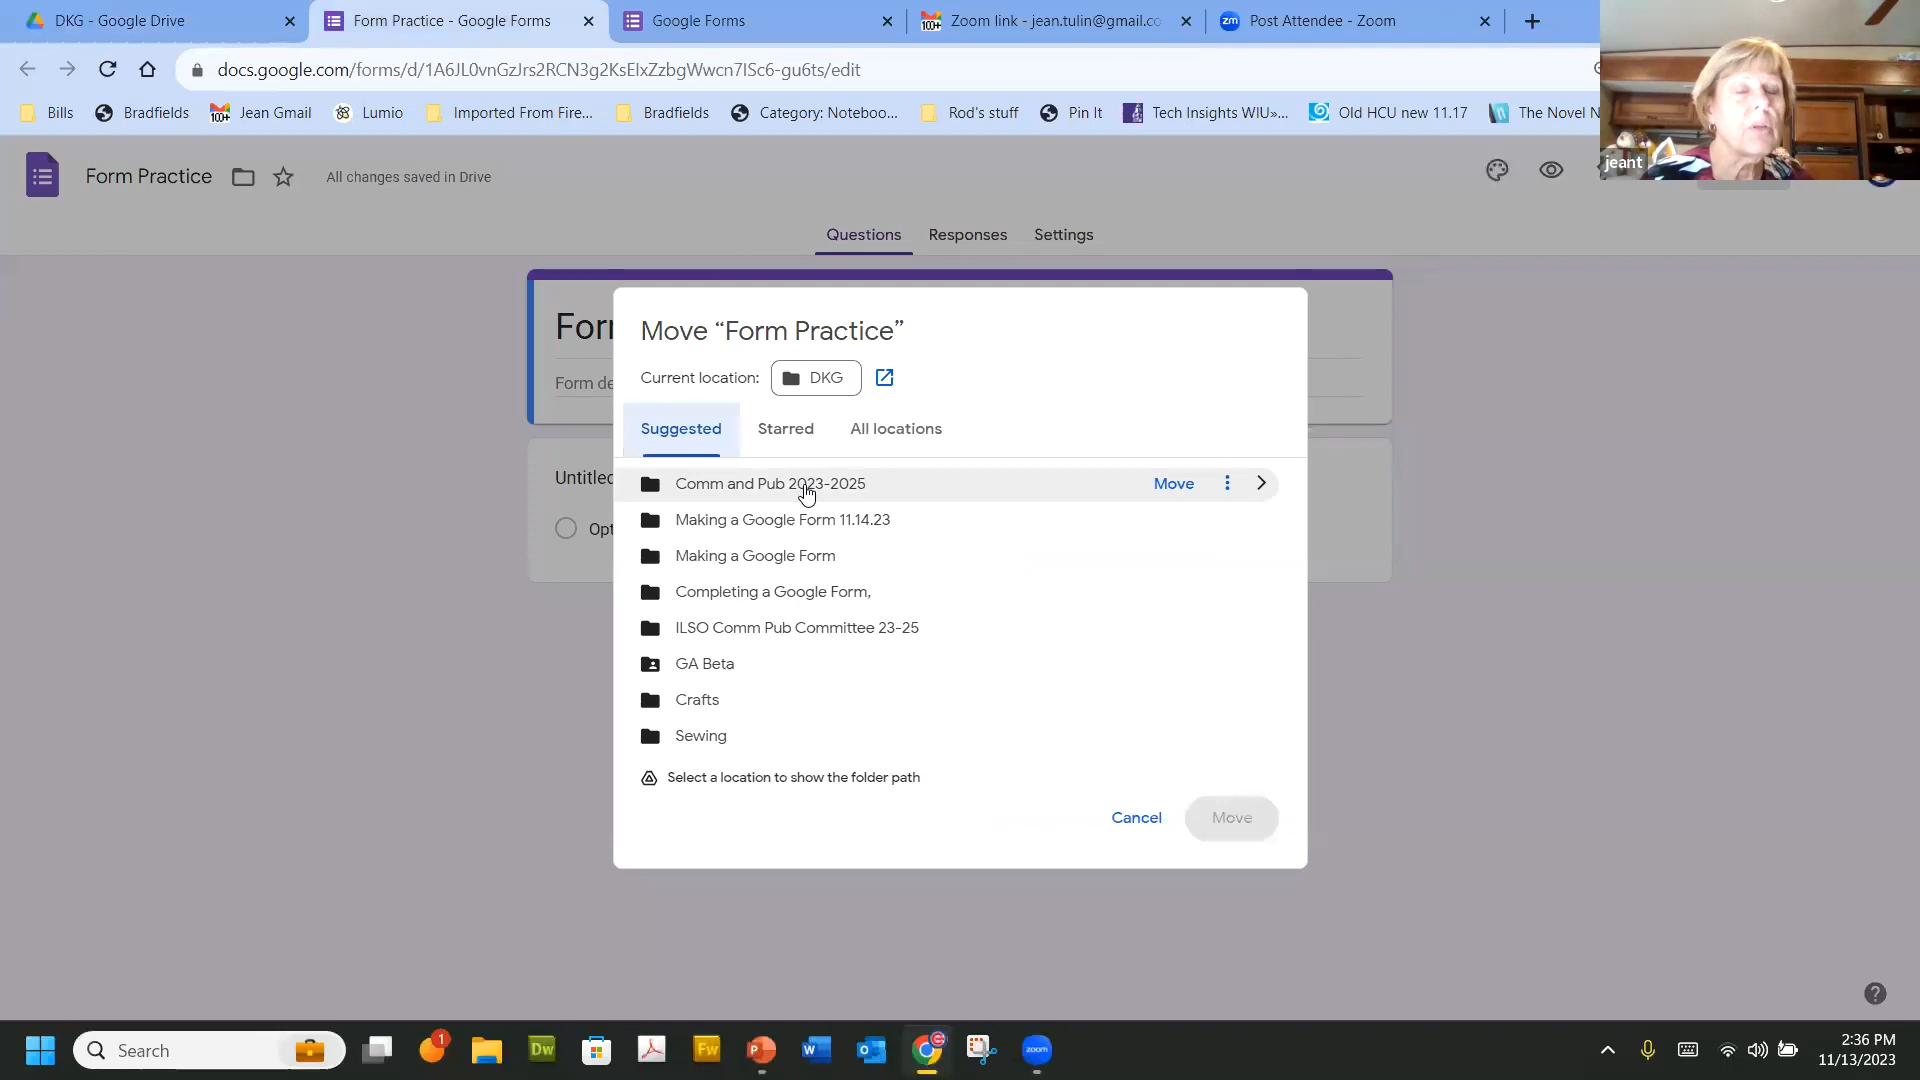 DKG - Google Drive
Form Practice - Google Forms
Google Forms
Zoom link - jean.tulin@gmail.co
Post Attendee - Zoom
docs.google.com/forms/d/1A6JL0vnGzJrs2RCN3g2KsElxZzbgWwcn7ISc6-gu6ts/edit
Bills
Bradfields
Jean Gmail
Lumio
Imported From Fire...
Bradfields
Category: Noteboo...
Rod's stuff
Pin It
Tech Insights WIU»...
Old HCU new 11.17
The Novel N
jeant
Form Practice
All changes saved in Drive
Questions
Responses
Settings
Form de
Untitled
Move “Form Practice”
Current location:
DKG
Suggested
Starred
All locations
Comm and Pub 2023-2025
Move
Making a Google Form 11.14.23
Making a Google Form
Completing a Google Form,
ILSO Comm Pub Committee 23-25
GA Beta
Crafts
Sewing
Select a location to show the folder path
Cancel
Move
Search
1
Dw
Fw
zoom
2:36 PM
11/13/2023